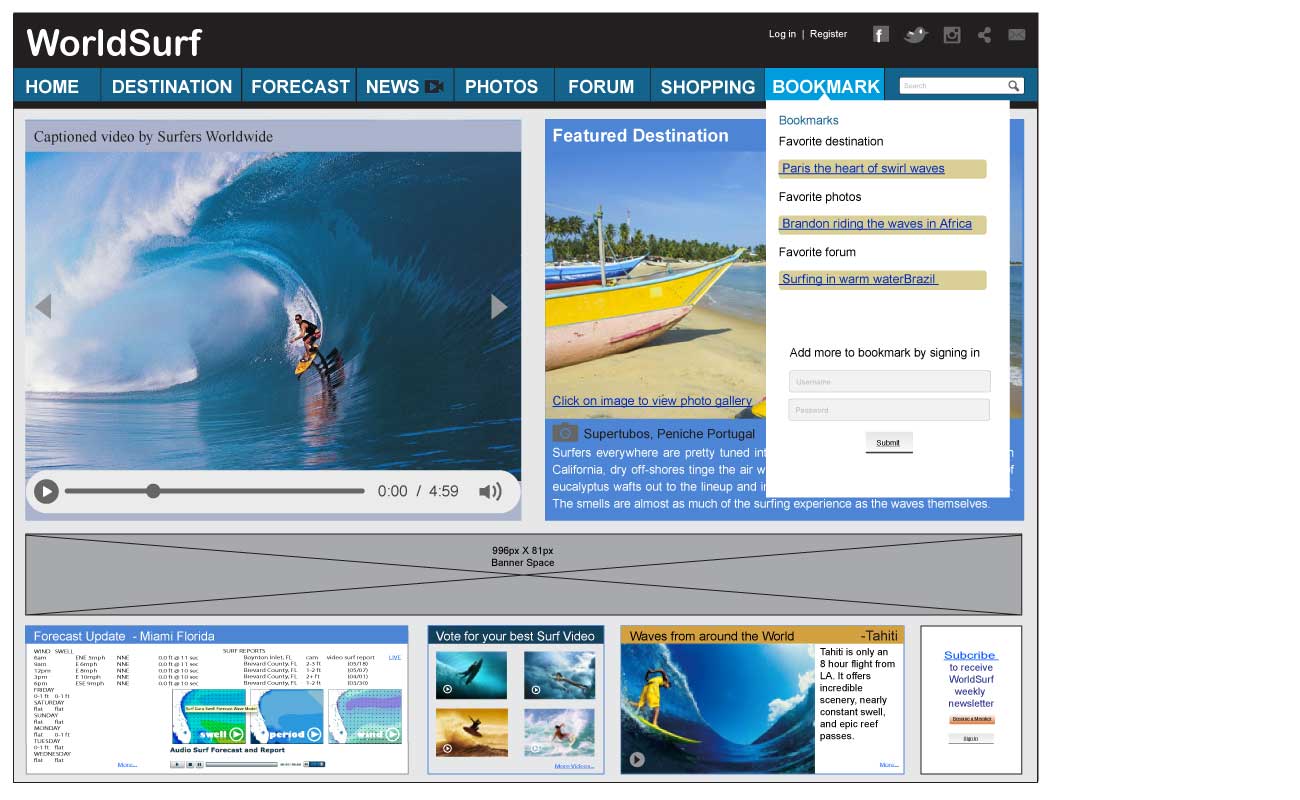 WorldSurf
Log in | Register
HOME DESTINATION FORECAST NEWS PHOTOS FORUM SHOPPING BOOKMARK
Search
Captioned video by Surfers Worldwide
0:00 / 4:59
Featured Destination
Click on image to view photo gallery
Supertubos, Peniche Portugal
Surfers everywhere are pretty tuned
California, dry off-shores tinge the air
eucalyptus wafts out to the lineup and
The smells are almost as much of the surfing experience as the waves themselves.
Bookmarks
Favorite destination
Paris the heart of swirl waves
Favorite photos
Brandon riding the waves in Africa
Favorite forum
Surfing in warm waterBrazil
Add more to bookmark by signing in
Username
Password
Submit
996px X 81px
Banner Space
Forecast Update - Miami Florida
WIND SWELL
6am ENE 5mph NNE 0.0 ft @ 11 sec
9am E 6mph NNE 0.0 ft @ 11 sec
12pm E 8mph NNE 0.0 ft @ 10 sec
3pm E 10mph NNE 0.0 ft @ 10 sec
6pm ESE 9mph NNE 0.0 ft @ 10 sec
FRIDAY
0-1 ft 0-1 ft
SATURDAY
flat flat
SUNDAY
flat flat
MONDAY
flat 0-1 ft
TUESDAY
0-1 ft flat
WEDNESDAY
flat flat
SURF REPORTS
Boynton Inlet, FL cam video surf report LIVE
Brevard County, FL 2-3 ft (05/18)
Brevard County, FL 1-2 ft (05/07)
Brevard County, FL 2+ ft (04/01)
Brevard County, FL 1-2 ft (03/30)
swell
period
wind
Audio Surf Forecast and Report
More...
Vote for your best Surf Video
More Videos...
Waves from around the World -Tahiti
Tahiti is only an
8 hour flight from
LA. It offers
incredible
scenery, nearly
constant swell,
and epic reef
passes.
More...
Subcribe
to receive
WorldSurf
weekly
newsletter
Become a Member
Sign in